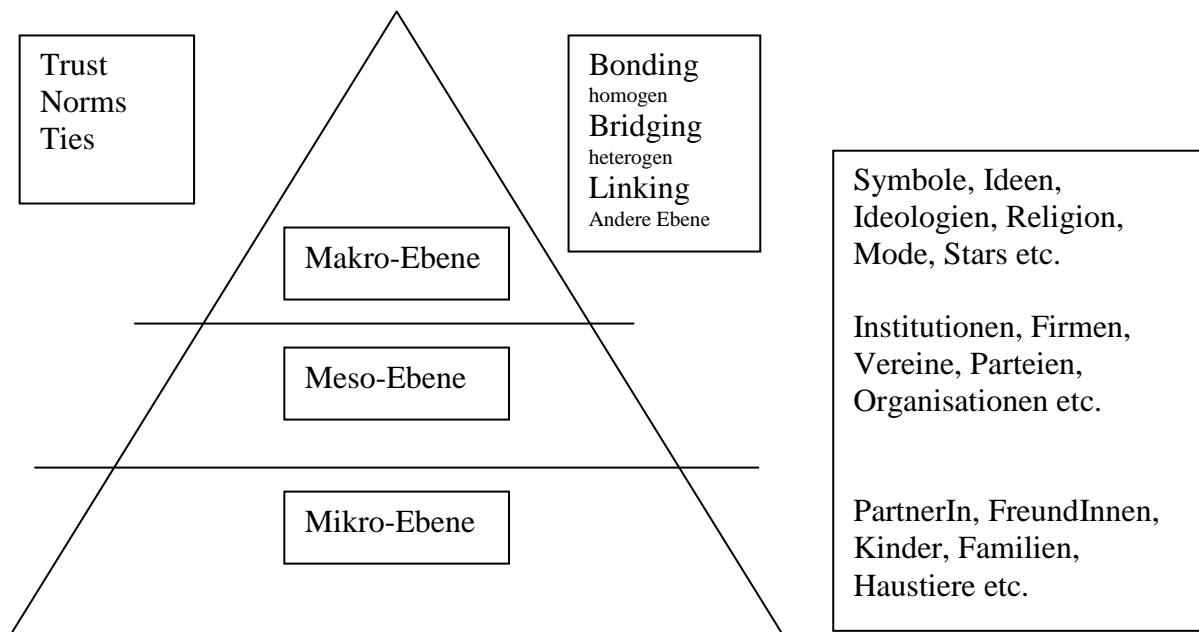 Trust
Norms
Ties
Bonding
homogen
Bridging
heterogen
Linking
Andere Ebene
Makro-Ebene
Meso-Ebene
Mikro-Ebene
Symbole, Ideen,
Ideologien, Religion,
Mode, Stars etc.
Institutionen, Firmen,
Vereine, Parteien,
Organisationen etc.
PartnerIn, FreundInnen,
Kinder, Familien,
Haustiere etc.